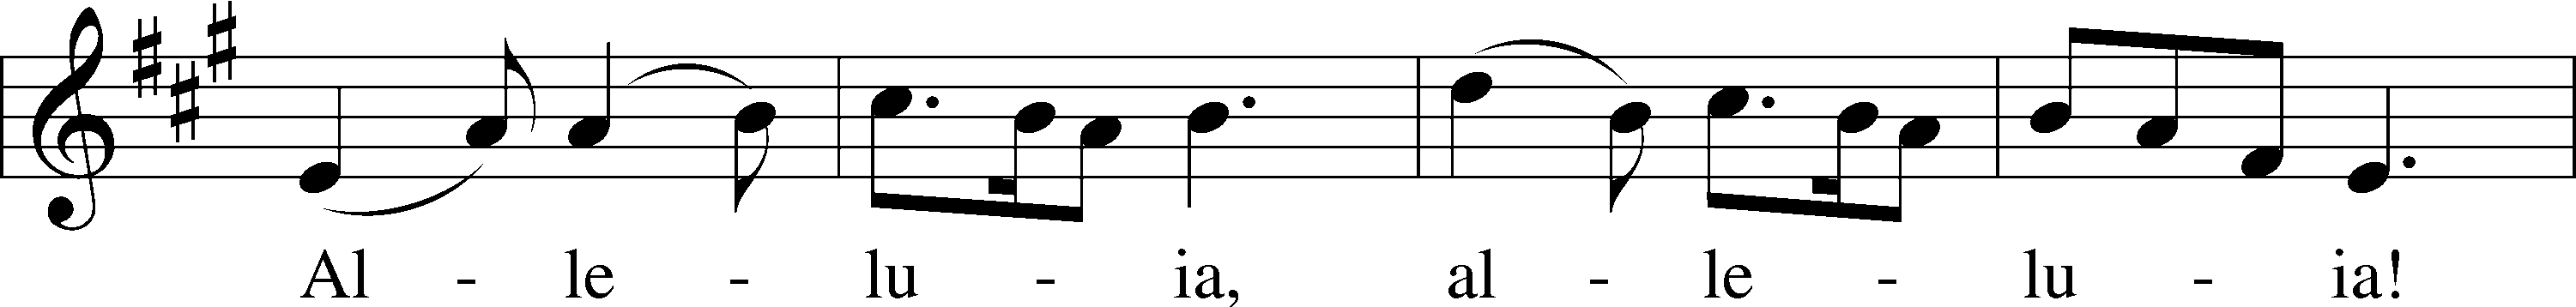 Al - le - lu - ia, al - le - lu - ia!